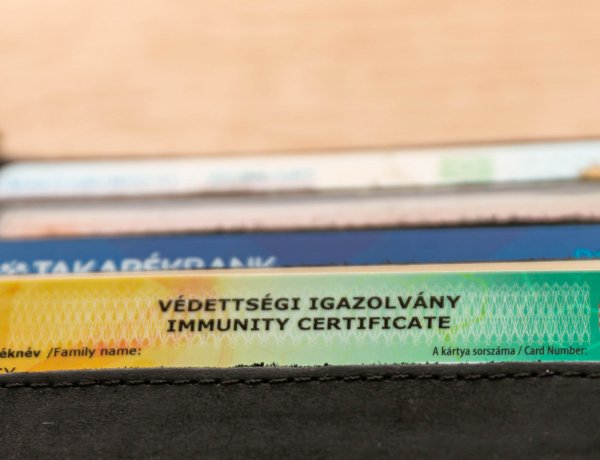 TAKARÉKBANK
VÉDETTSÉGI IGAZOLVÁNY
IMMUNITY CERTIFICATE
éknév /Family name:
A kártya sorszáma / Card Number: